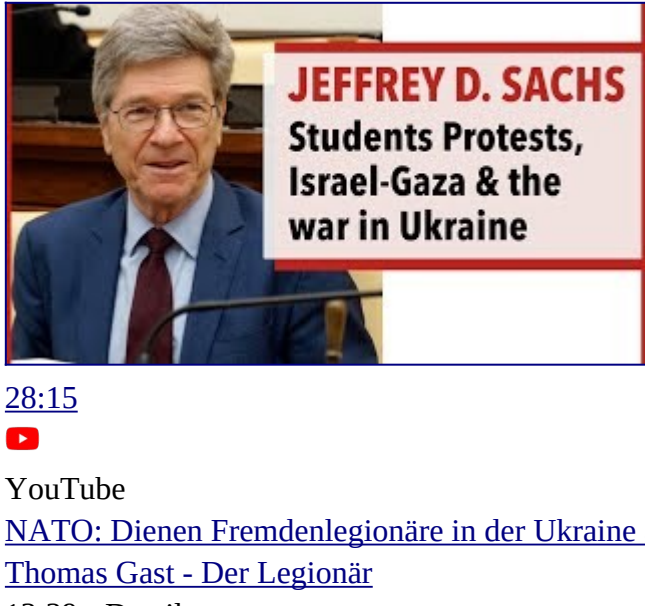 JEFFREY D. SACHS
Students Protests,
Israel-Gaza & the
war in Ukraine
28:15
YouTube
NATO: Dienen Fremdenlegionäre in der Ukraine
Thomas Gast - Der Legionär